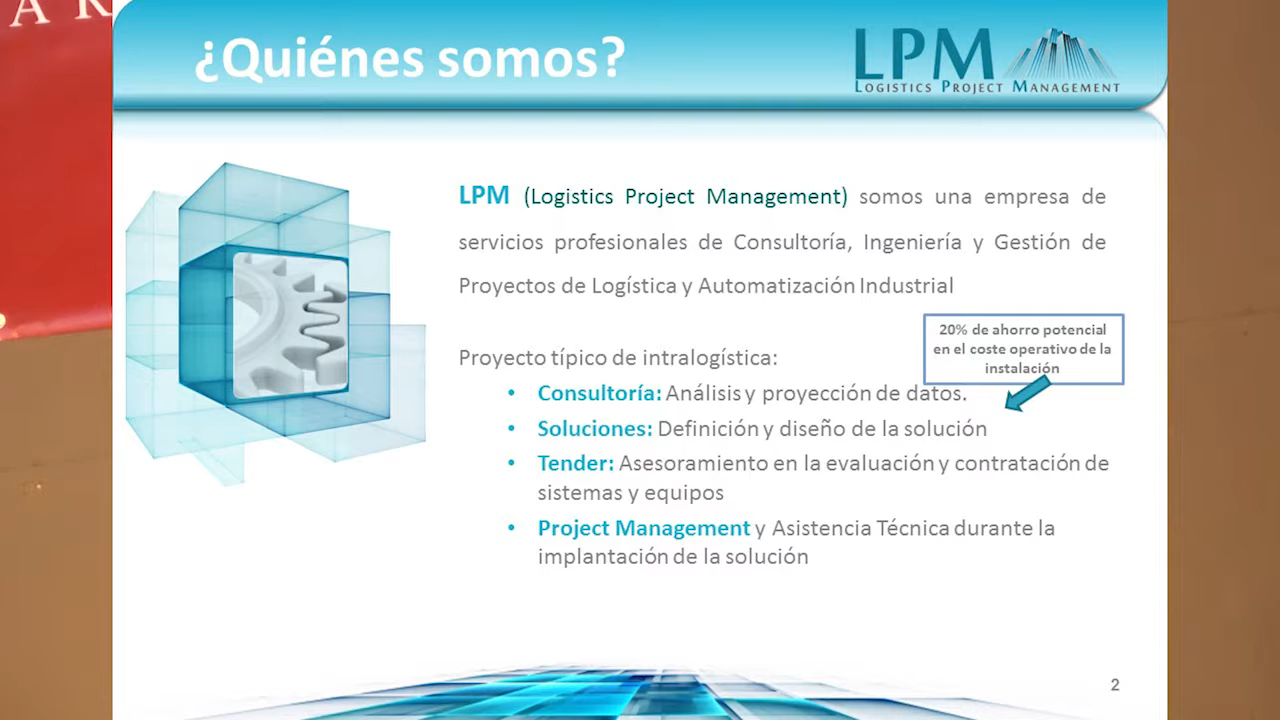 A R
¿Quiénes somos?
LPM
LOGISTICS PROJECT MANAGEMENT
LPM (Logistics Project Management) somos una empresa de
servicios profesionales de Consultoría, Ingeniería y Gestión de
Proyectos de Logística y Automatización Industrial
20% de ahorro potencial
en el coste operativo de la
instalación
Proyecto típico de intralogística:
• Consultoría: Análisis y proyección de datos.
• Soluciones: Definición y diseño de la solución
• Tender: Asesoramiento en la evaluación y contratación de
sistemas y equipos
• Project Management y Asistencia Técnica durante la
implantación de la solución
2